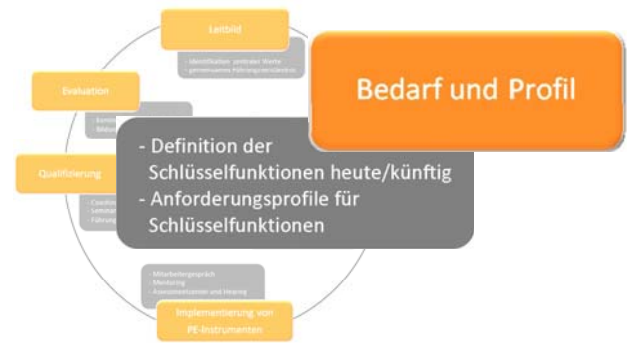 Leitbild
- Identifikation zentraler Werte
- gemeinsames Führungsverständnis
Bedarf und Profil
Evaluation
- Definition der
Schlüsselfunktionen heute/künftig
- Anforderungsprofile für
Schlüsselfunktionen
Qualifizierung
- Mitarbeitergespräch
- Mentoring
- Assessmentcenter und Hearing
Implementierung von
PE-Instrumenten